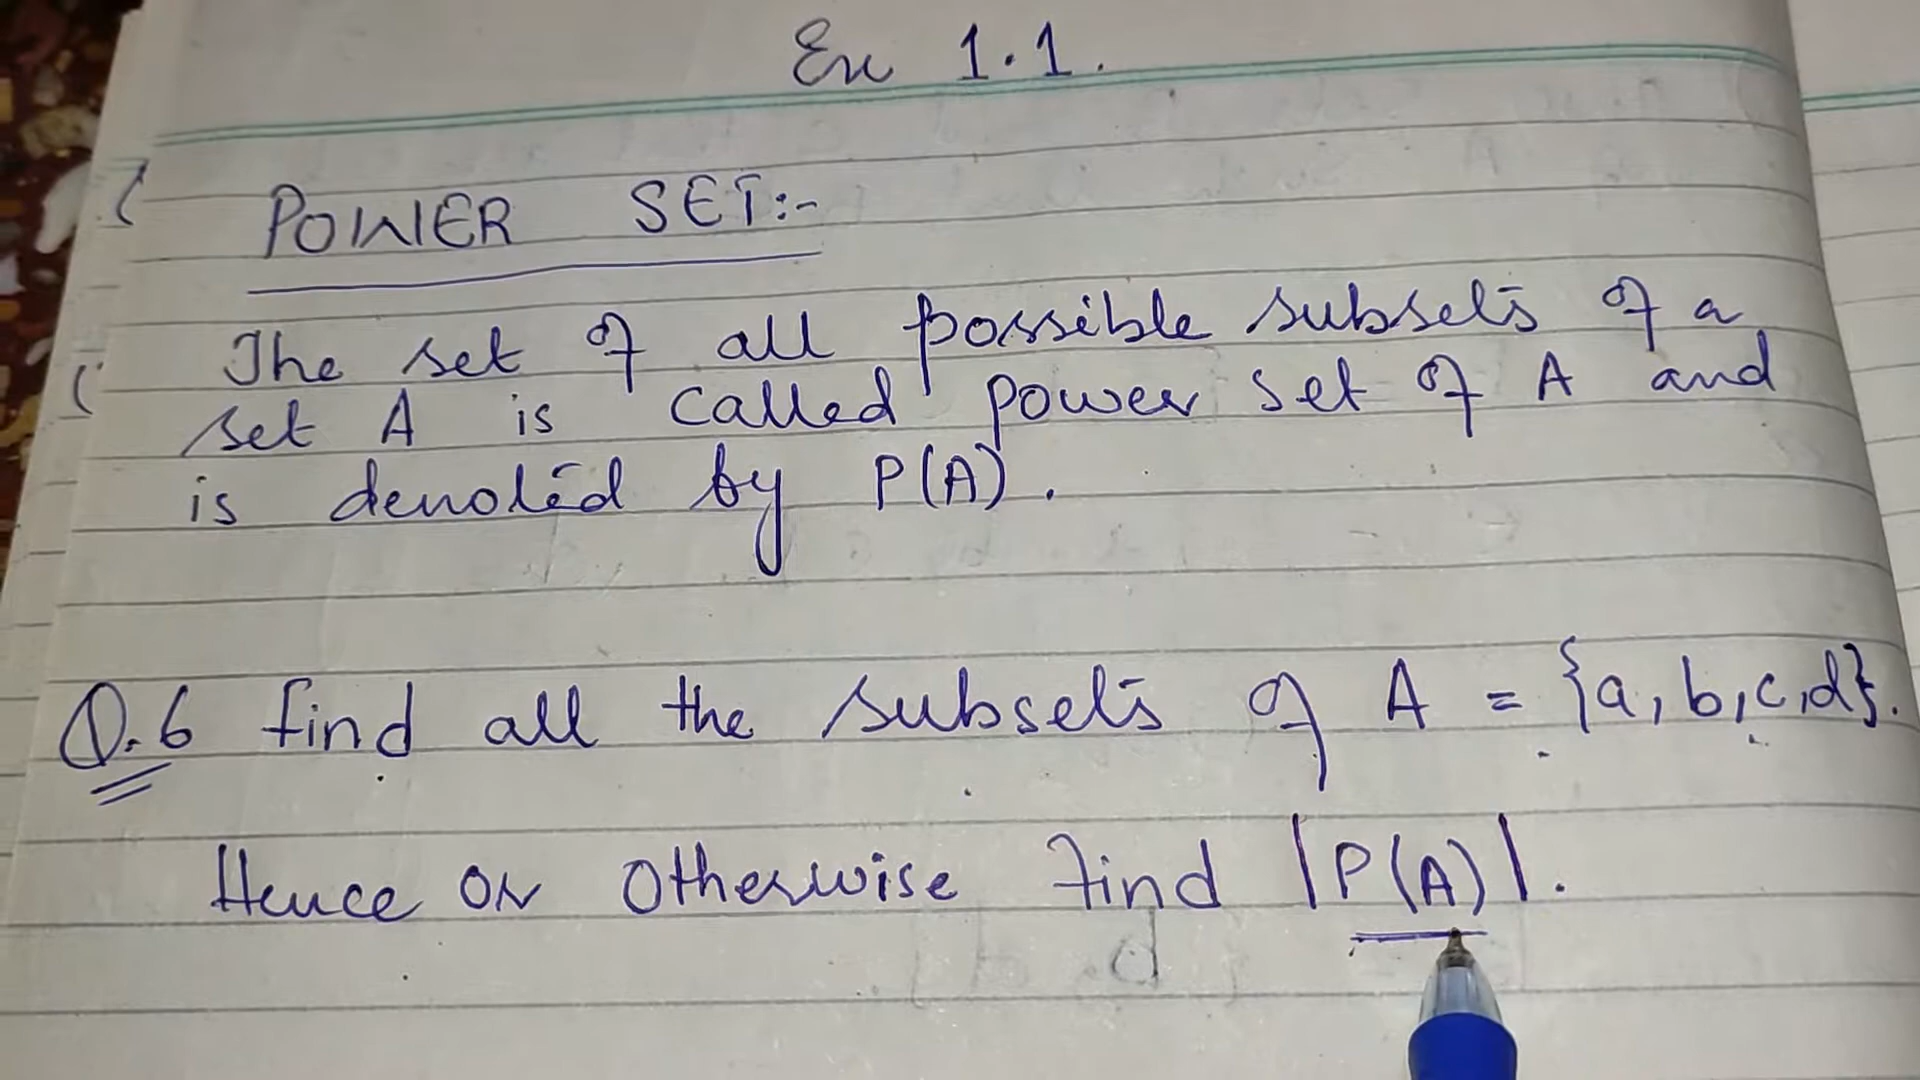 Ex 1.1.
POWER SET:-
The set of all possible subsets of a
set A is called power set of A and
is denoted by P(A).
Q.6 find all the subsets of A = {a, b, c, d}.
Hence or Otherwise find |P(A)|.